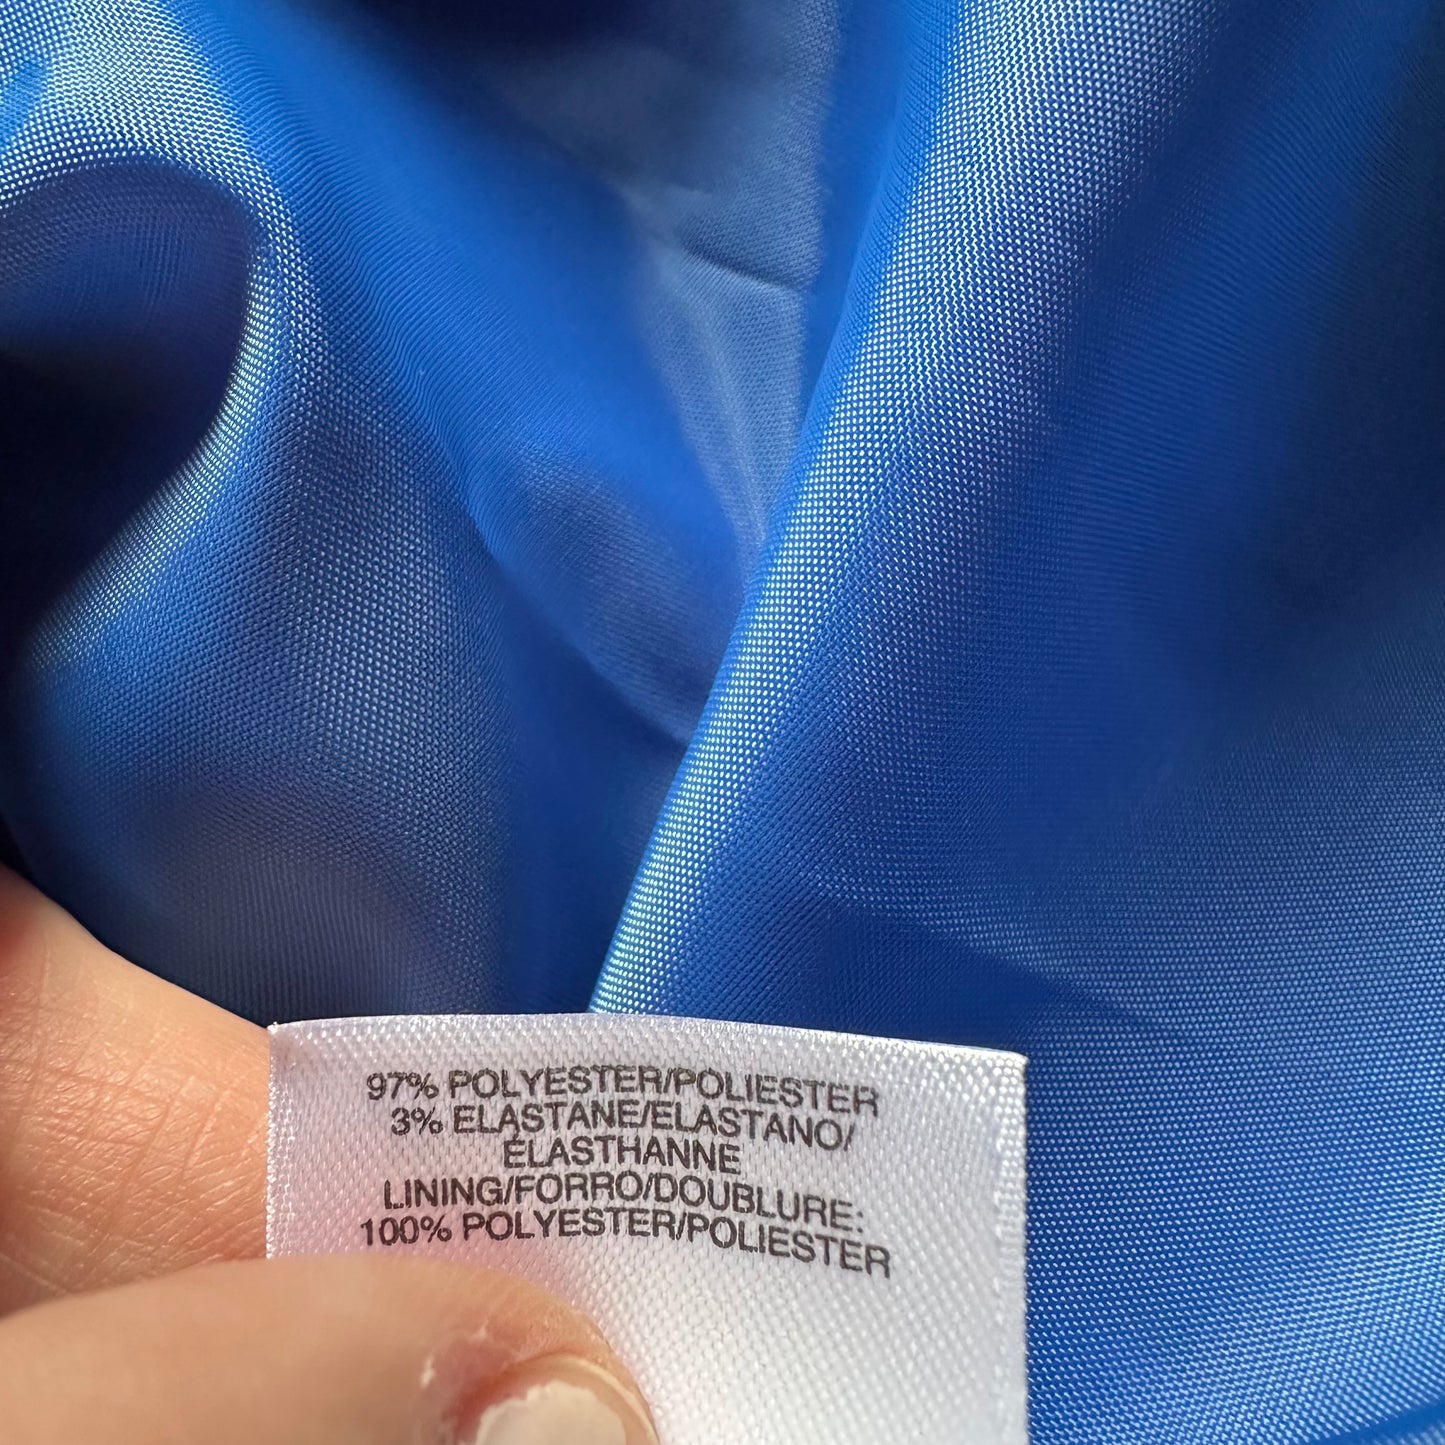 97% POLYESTER/POLIESTER
3% ELASTANE/ELASTANO/
ÉLASTHANNE
LINING/FORRO/DOUBLURE:
100% POLYESTER/POLIESTER